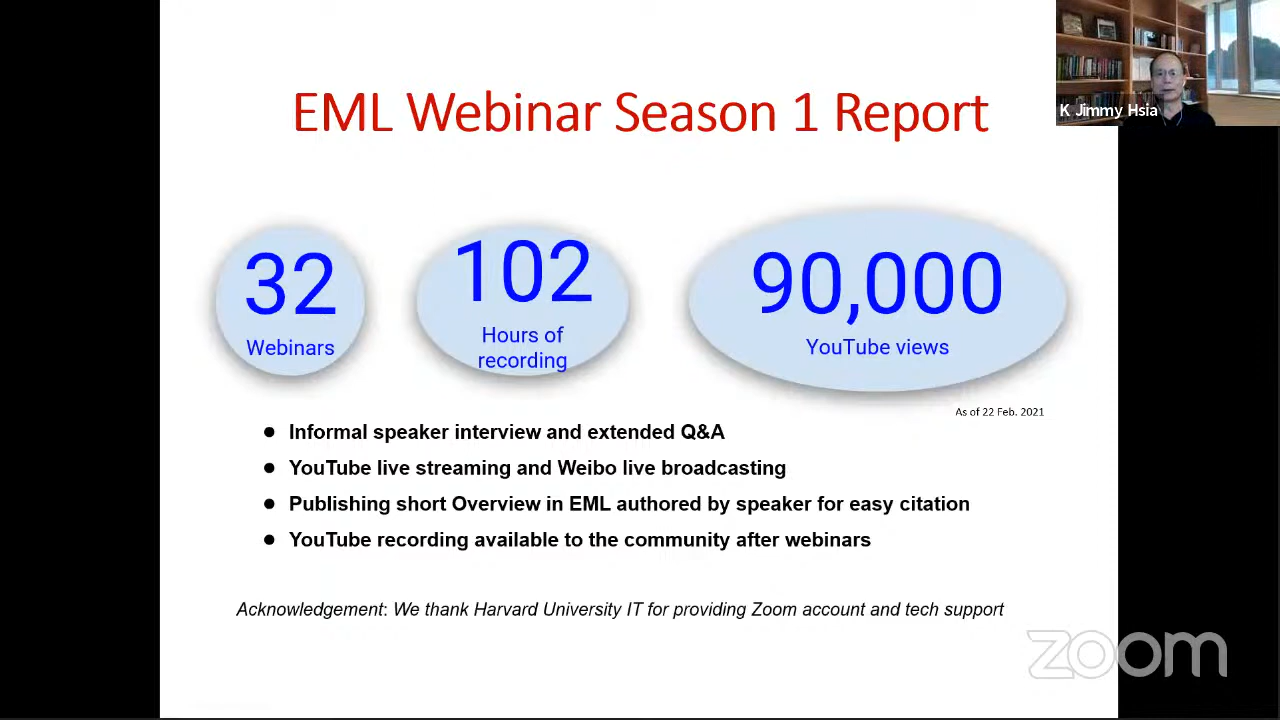 EML Webinar Season 1 Report
K Jimmy Hsia
32
Webinars
102
Hours of
recording
90,000
YouTube views
As of 22 Feb. 2021
● Informal speaker interview and extended Q&A
● YouTube live streaming and Weibo live broadcasting
● Publishing short Overview in EML authored by speaker for easy citation
● YouTube recording available to the community after webinars
Acknowledgement: We thank Harvard University IT for providing Zoom account and tech support
zoom